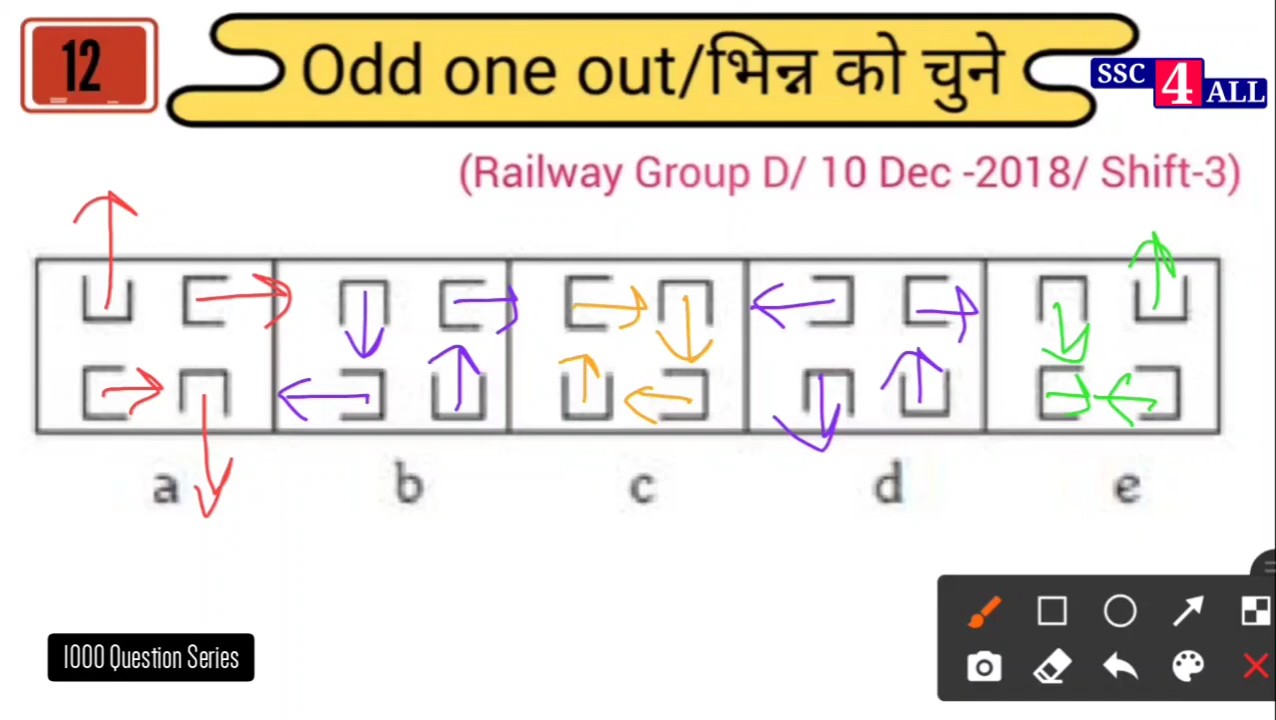 12
Odd one out/भिन्न को चुने
SSC 4 ALL
(Railway Group D/ 10 Dec -2018/ Shift-3)
a b c d e
1000 Question Series